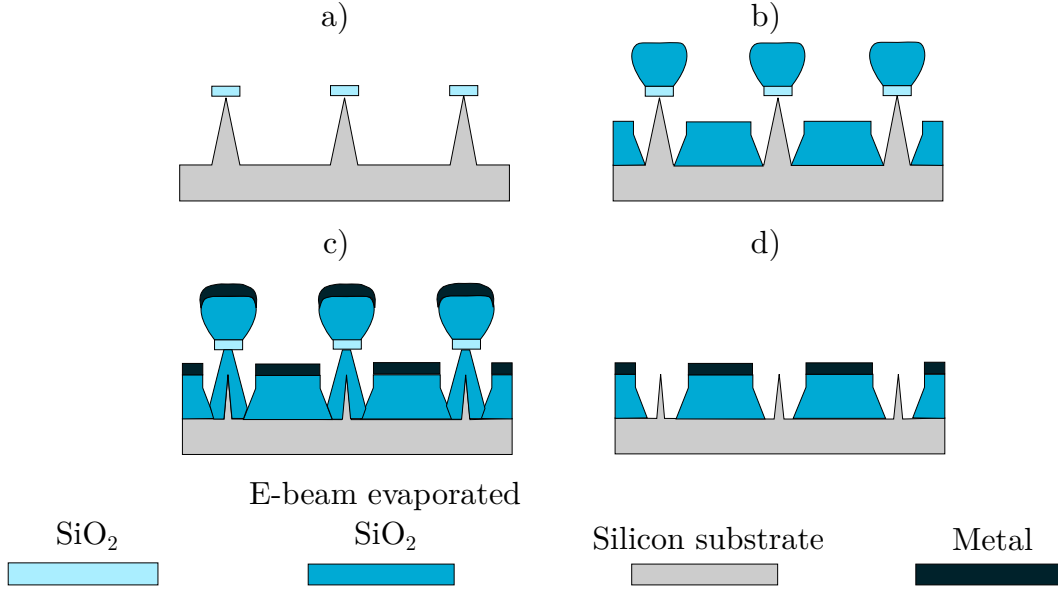 a)
b)
c)
d)
E-beam evaporated
SiO₂
SiO₂
Silicon substrate
Metal